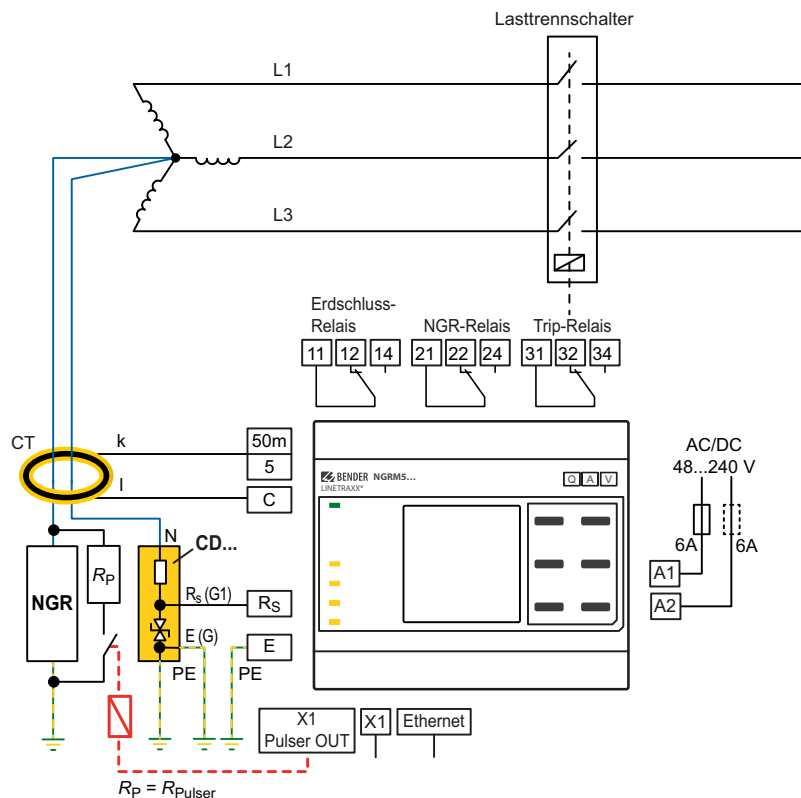 Lasttrennschalter
L1
L2
L3
Erdschluss-
Relais
NGR-Relais
Trip-Relais
11 12 14
21 22 24
31 32 34
CT
k
l
50m
5
C
BENDER NGRM5...
LINETRAXX®
Q A V
AC/DC
48...240 V
6A
6A
A1
A2
N
CD...
NGR
RP
Rs (G1)
RS
E (G)
E
PE
PE
X1
Pulser OUT
X1
Ethernet
RP = RPulser